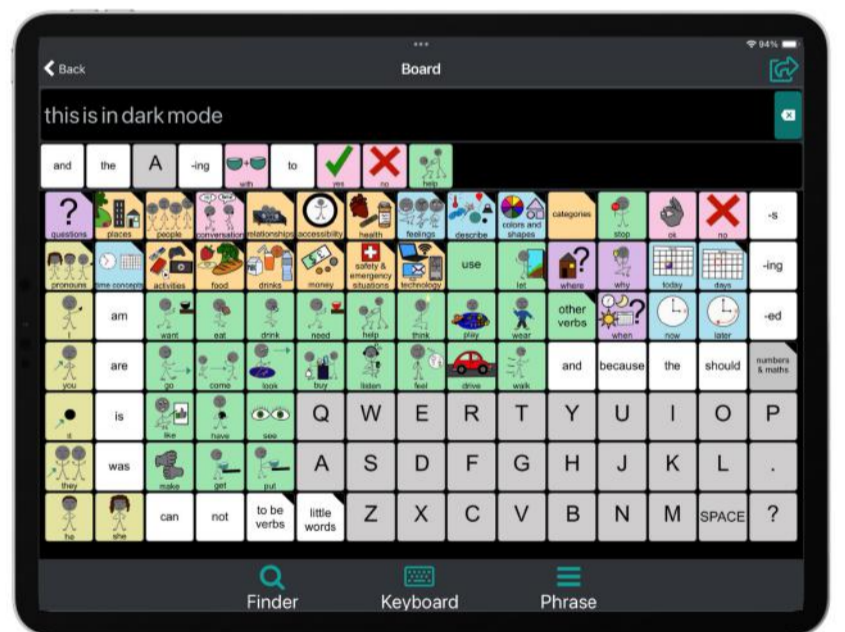 94%
Back
Board
this is in dark mode
and the A -ing with to yes no help
questions places people conversation relationships accessibility health feelings describe colors and shapes categories stop ok no -s
pronouns time concepts activities food drinks money safety & emergency situations technology use let where why today days -ing
I am want eat drink need help think play wear other verbs when now later -ed
you are go come look buy listen feel drive walk and because the should numbers & maths
it is like have see Q W E R T Y U I O P
they was make get put A S D F G H J K L .
he she can not to be verbs little words Z X C V B N M SPACE ?
Finder Keyboard Phrase